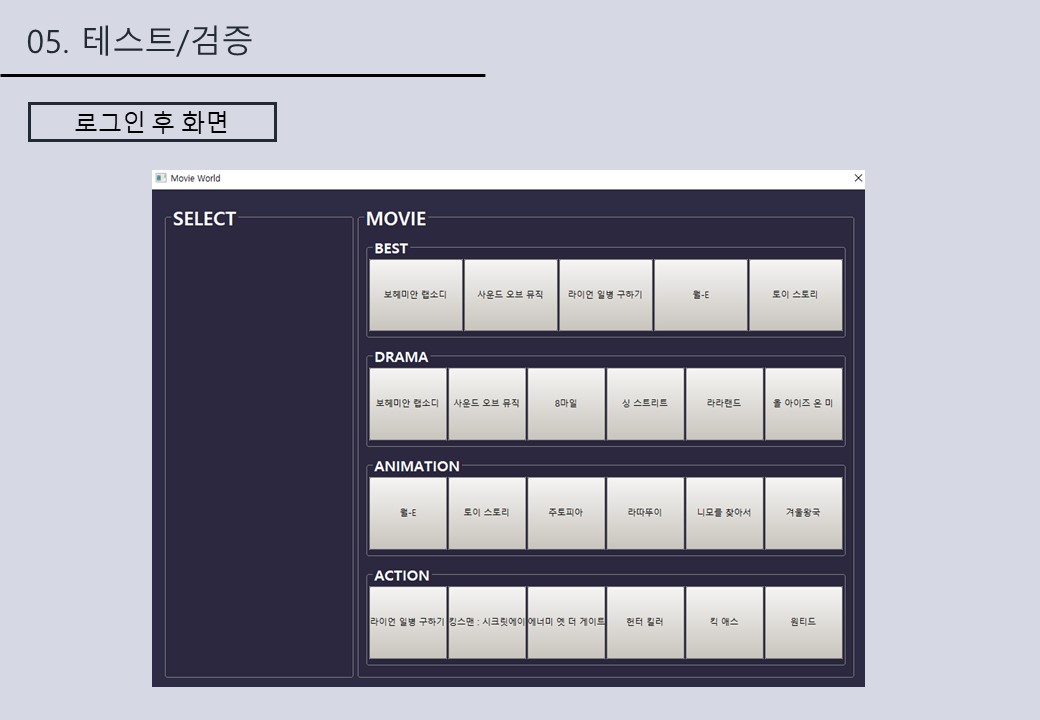 05. 테스트/검증
로그인 후 화면
Movie World
SELECT
MOVIE
BEST
보헤미안 랩소디 사운드 오브 뮤직 라이언 일병 구하기 월-E 토이 스토리
DRAMA
보헤미안 랩소디 사운드 오브 뮤직 8마일 싱 스트리트 라라랜드 올 아이즈 온 미
ANIMATION
월-E 토이 스토리 주토피아 라따뚜이 니모를 찾아서 겨울왕국
ACTION
라이언 일병 구하기 킹스맨 : 시크릿에이 에너미 엣 더 게이트 헌터 킬러 킥 애스 원티드